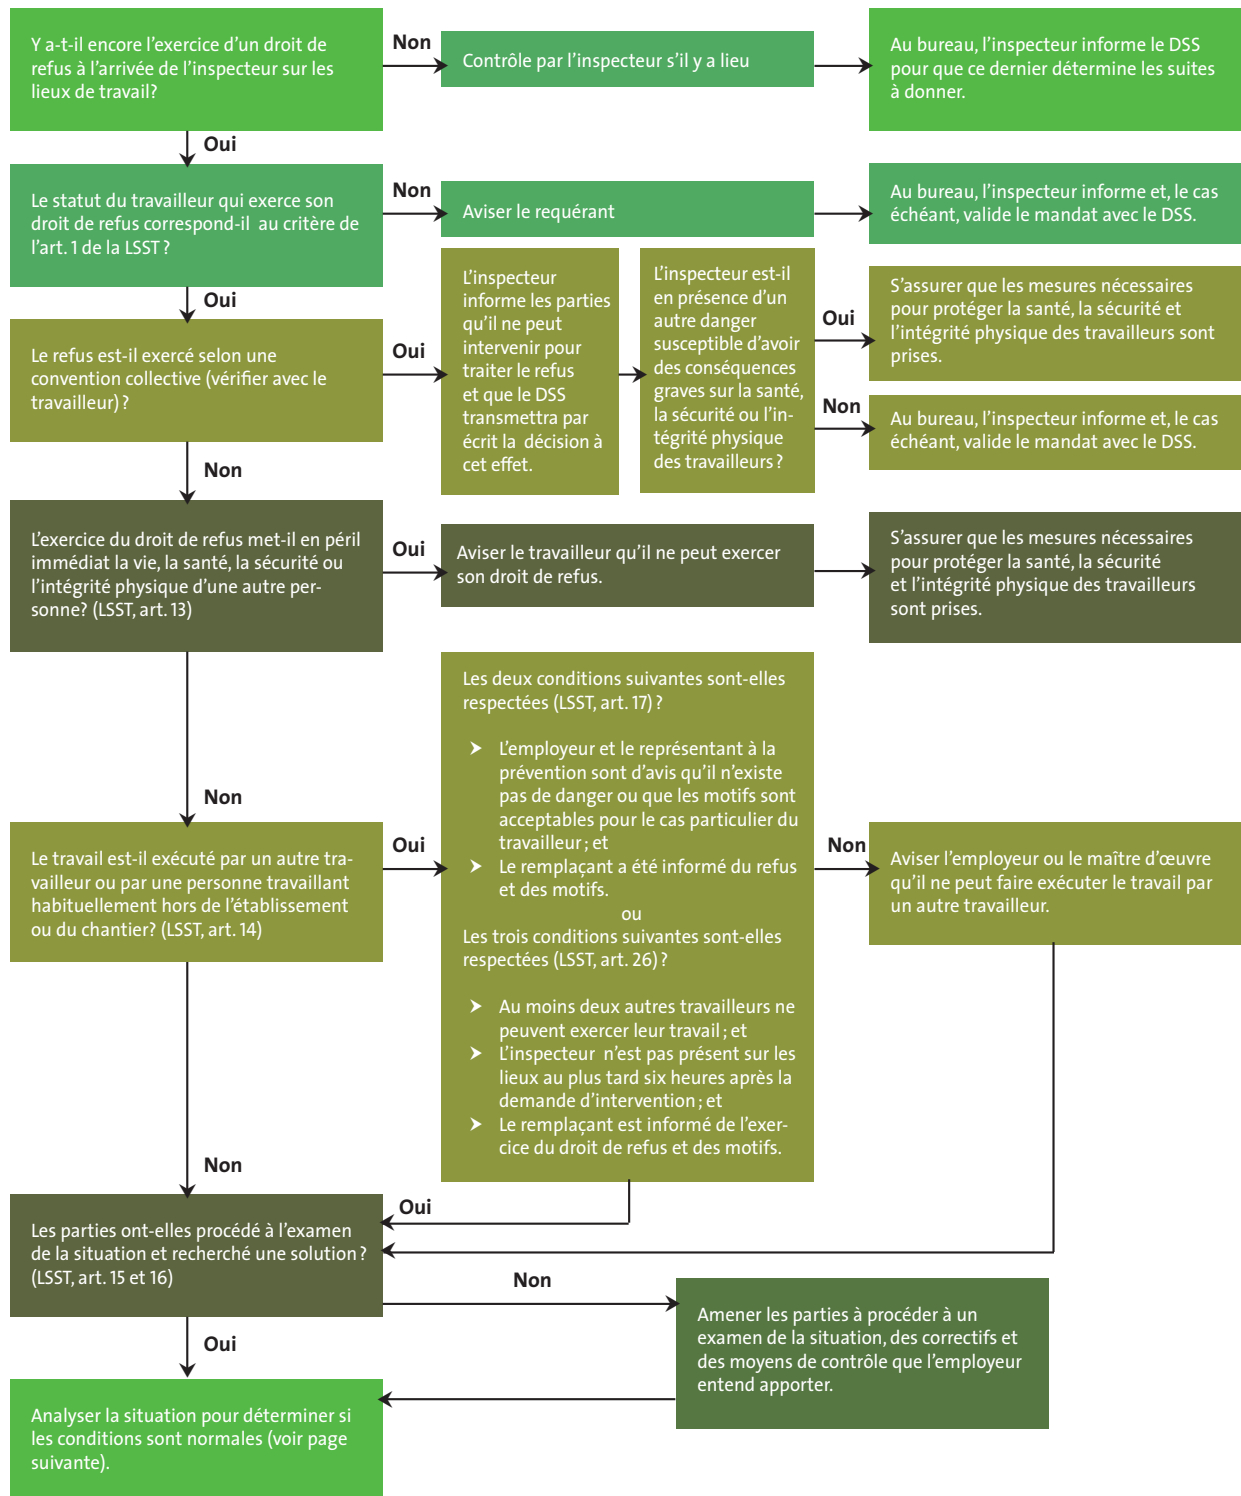 Y a-t-il encore l’exercice d’un droit de
refus à l’arrivée de l’inspecteur sur les
lieux de travail?
Non
Contrôle par l’inspecteur s’il y a lieu
Au bureau, l’inspecteur informe le DSS
pour que ce dernier détermine les suites
à donner.
Oui
Le statut du travailleur qui exerce son
droit de refus correspond-il au critère de
l’art. 1 de la LSST ?
Non
Aviser le requérant
Au bureau, l’inspecteur informe et, le cas
échéant, valide le mandat avec le DSS.
Oui
Le refus est-il exercé selon une
convention collective (vérifier avec le
travailleur) ?
Oui
L’inspecteur
informe les parties
qu’il ne peut
intervenir pour
traiter le refus
et que le DSS
transmettra par
écrit la décision à
cet effet.
L’inspecteur est-il
en présence d’un
autre danger
susceptible d’avoir
des conséquences
graves sur la santé,
la sécurité ou l’in-
tégrité physique
des travailleurs ?
Oui
S’assurer que les mesures nécessaires
pour protéger la santé, la sécurité et
l’intégrité physique des travailleurs sont
prises.
Non
Au bureau, l’inspecteur informe et, le cas
échéant, valide le mandat avec le DSS.
Non
L’exercice du droit de refus met-il en péril
immédiat la vie, la santé, la sécurité ou
l’intégrité physique d’une autre per-
sonne? (LSST, art. 13)
Oui
Aviser le travailleur qu’il ne peut exercer
son droit de refus.
S’assurer que les mesures nécessaires
pour protéger la santé, la sécurité
et l’intégrité physique des travailleurs
sont prises.
Non
Le travail est-il exécuté par un autre tra-
vailleur ou par une personne travaillant
habituellement hors de l’établissement
ou du chantier? (LSST, art. 14)
Oui
Les deux conditions suivantes sont-elles
respectées (LSST, art. 17) ?
➤ L’employeur et le représentant à la
prévention sont d’avis qu’il n’existe
pas de danger ou que les motifs sont
acceptables pour le cas particulier du
travailleur ; et
➤ Le remplaçant a été informé du refus
et des motifs.
ou
Les trois conditions suivantes sont-elles
respectées (LSST, art. 26) ?
➤ Au moins deux autres travailleurs ne
peuvent exercer leur travail ; et
➤ L’inspecteur n’est pas présent sur les
lieux au plus tard six heures après la
demande d’intervention ; et
➤ Le remplaçant est informé de l’exer-
cice du droit de refus et des motifs.
Non
Aviser l’employeur ou le maître d’œuvre
qu’il ne peut faire exécuter le travail par
un autre travailleur.
Non
Oui
Les parties ont-elles procédé à l’examen
de la situation et recherché une solution ?
(LSST, art. 15 et 16)
Non
Amener les parties à procéder à un
examen de la situation, des correctifs et
des moyens de contrôle que l’employeur
entend apporter.
Oui
Analyser la situation pour déterminer si
les conditions sont normales (voir page
suivante).